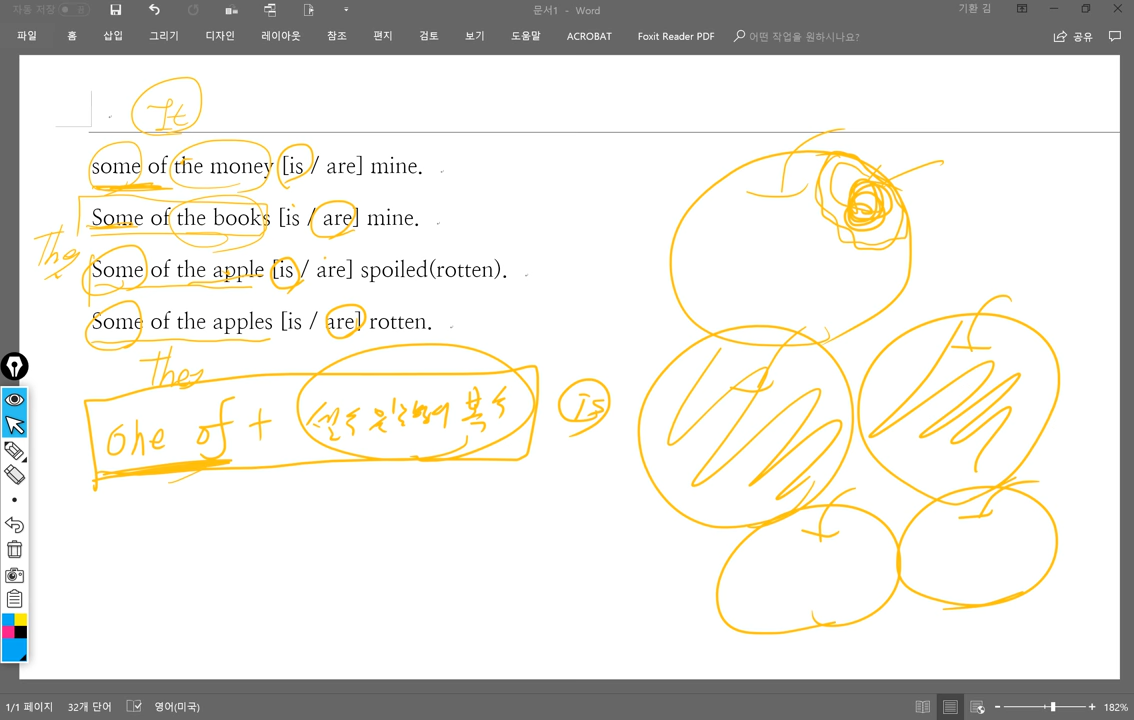 자동 저장
문서1 - Word
기환 김
파일 홈 삽입 그리기 디자인 레이아웃 참조 편지 검토 보기 도움말 ACROBAT Foxit Reader PDF 어떤 작업을 원하시나요? 공유
It
some of the money [is / are] mine.
Some of the books [is / are] mine.
The
Some of the apple [is / are] spoiled(rotten).
Some of the apples [is / are] rotten.
The
one of + 복수 is
1/1 페이지 32개 단어 영어(미국) 182%